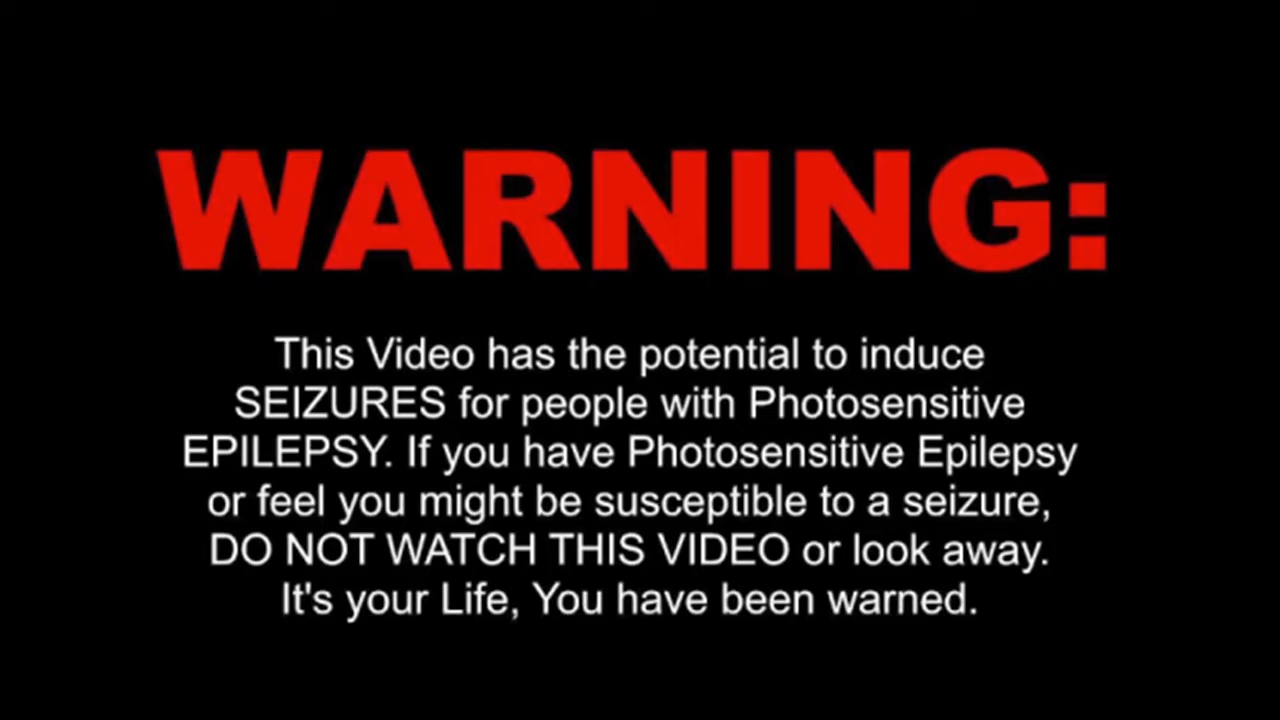 WARNING:
This Video has the potential to induce
SEIZURES for people with Photosensitive
EPILEPSY. If you have Photosensitive Epilepsy
or feel you might be susceptible to a seizure,
DO NOT WATCH THIS VIDEO or look away.
It's your Life, You have been warned.